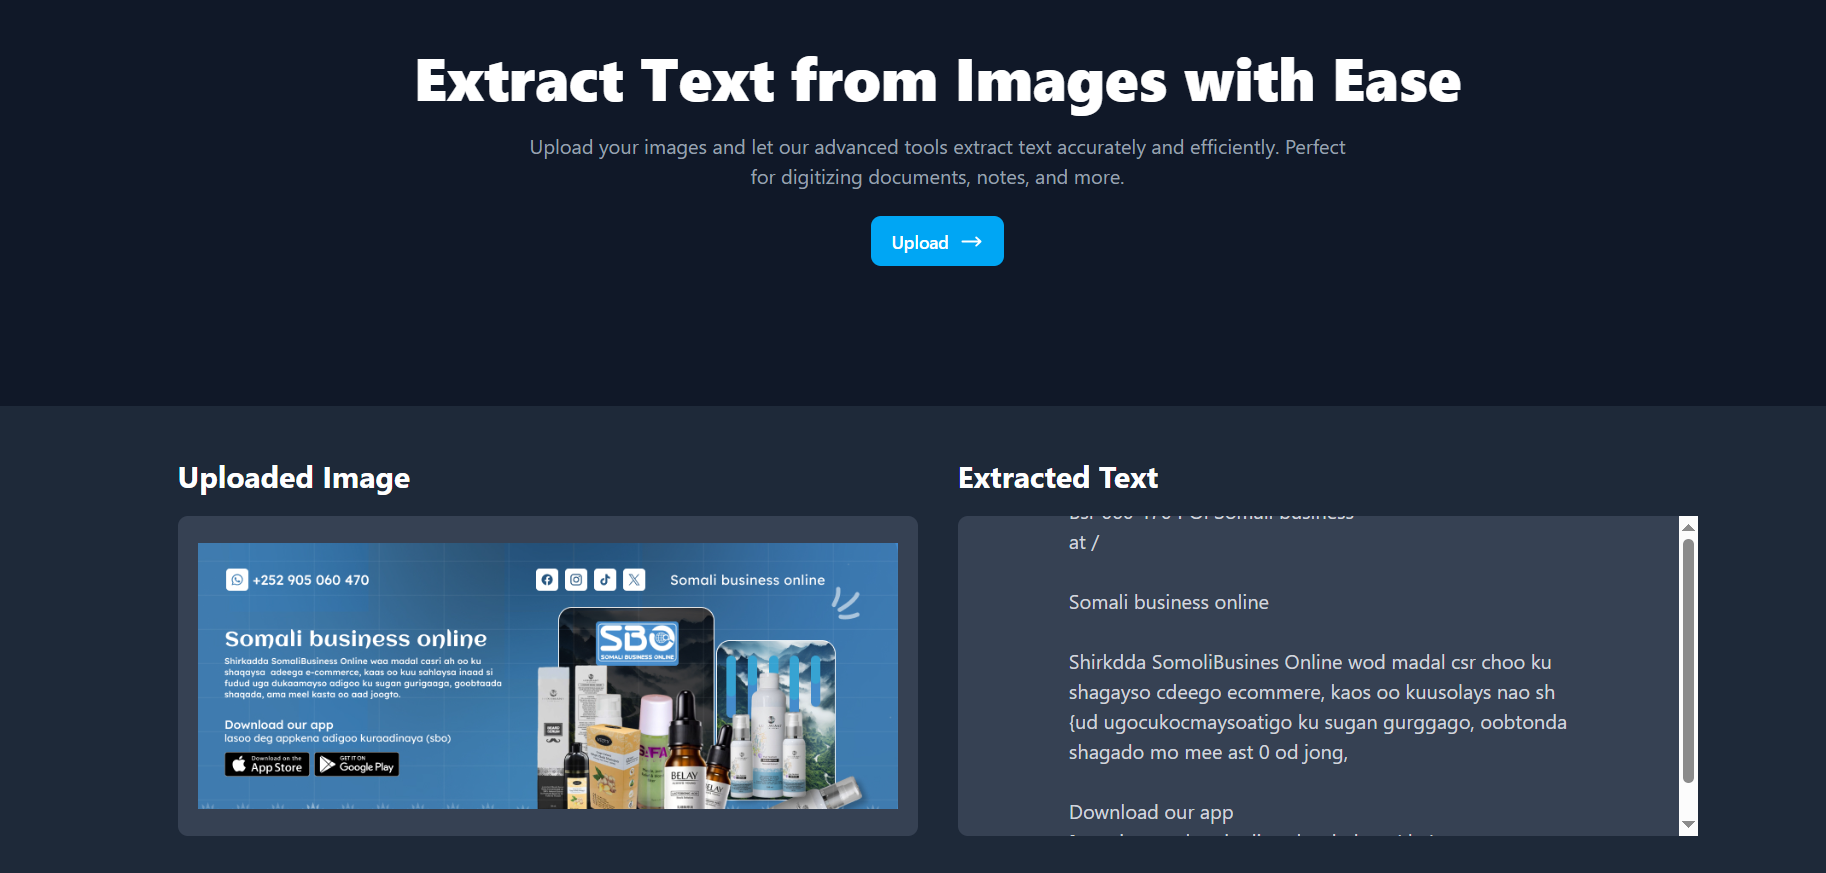 Extract Text from Images with Ease
Upload your images and let our advanced tools extract text accurately and efficiently. Perfect
for digitizing documents, notes, and more.
Upload
Uploaded Image
+252 905 060 470
Somali business online
SBO
SOMALI BUSINESS ONLINE
Somali business online
Shirkadda SomaliBusiness Online waa madal casri ah oo ku
shaqaysa adeega e-commerce, kaas oo kuu sahlaysa inaad si
fudud uga dukaamayso adigoo ku sugan gurigaaga, goobtaada
shaqada, ama meel kasta oo aad joogto.
Download our app
lasoo deg appkena adigoo kuraadinaya (sbo)
Download on the
App Store
GET IT ON
Google Play
BELAY
Extracted Text
at /
Somali business online
Shirkdda SomoliBusines Online wod madal csr choo ku
shagayso cdeego ecommere, kaos oo kuusolays nao sh
{ud ugocukocmaysoatigo ku sugan gurggago, oobtonda
shagado mo mee ast 0 od jong,
Download our app